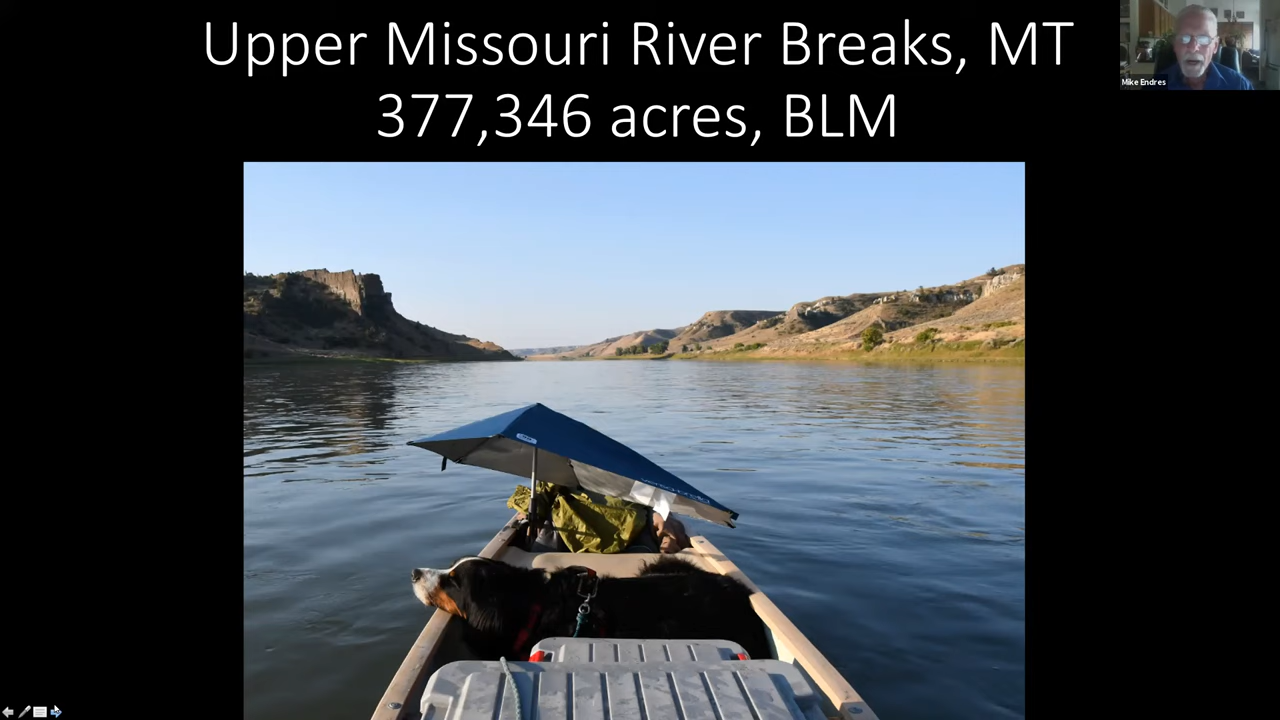 Upper Missouri River Breaks, MT
377,346 acres, BLM
Mike Endres